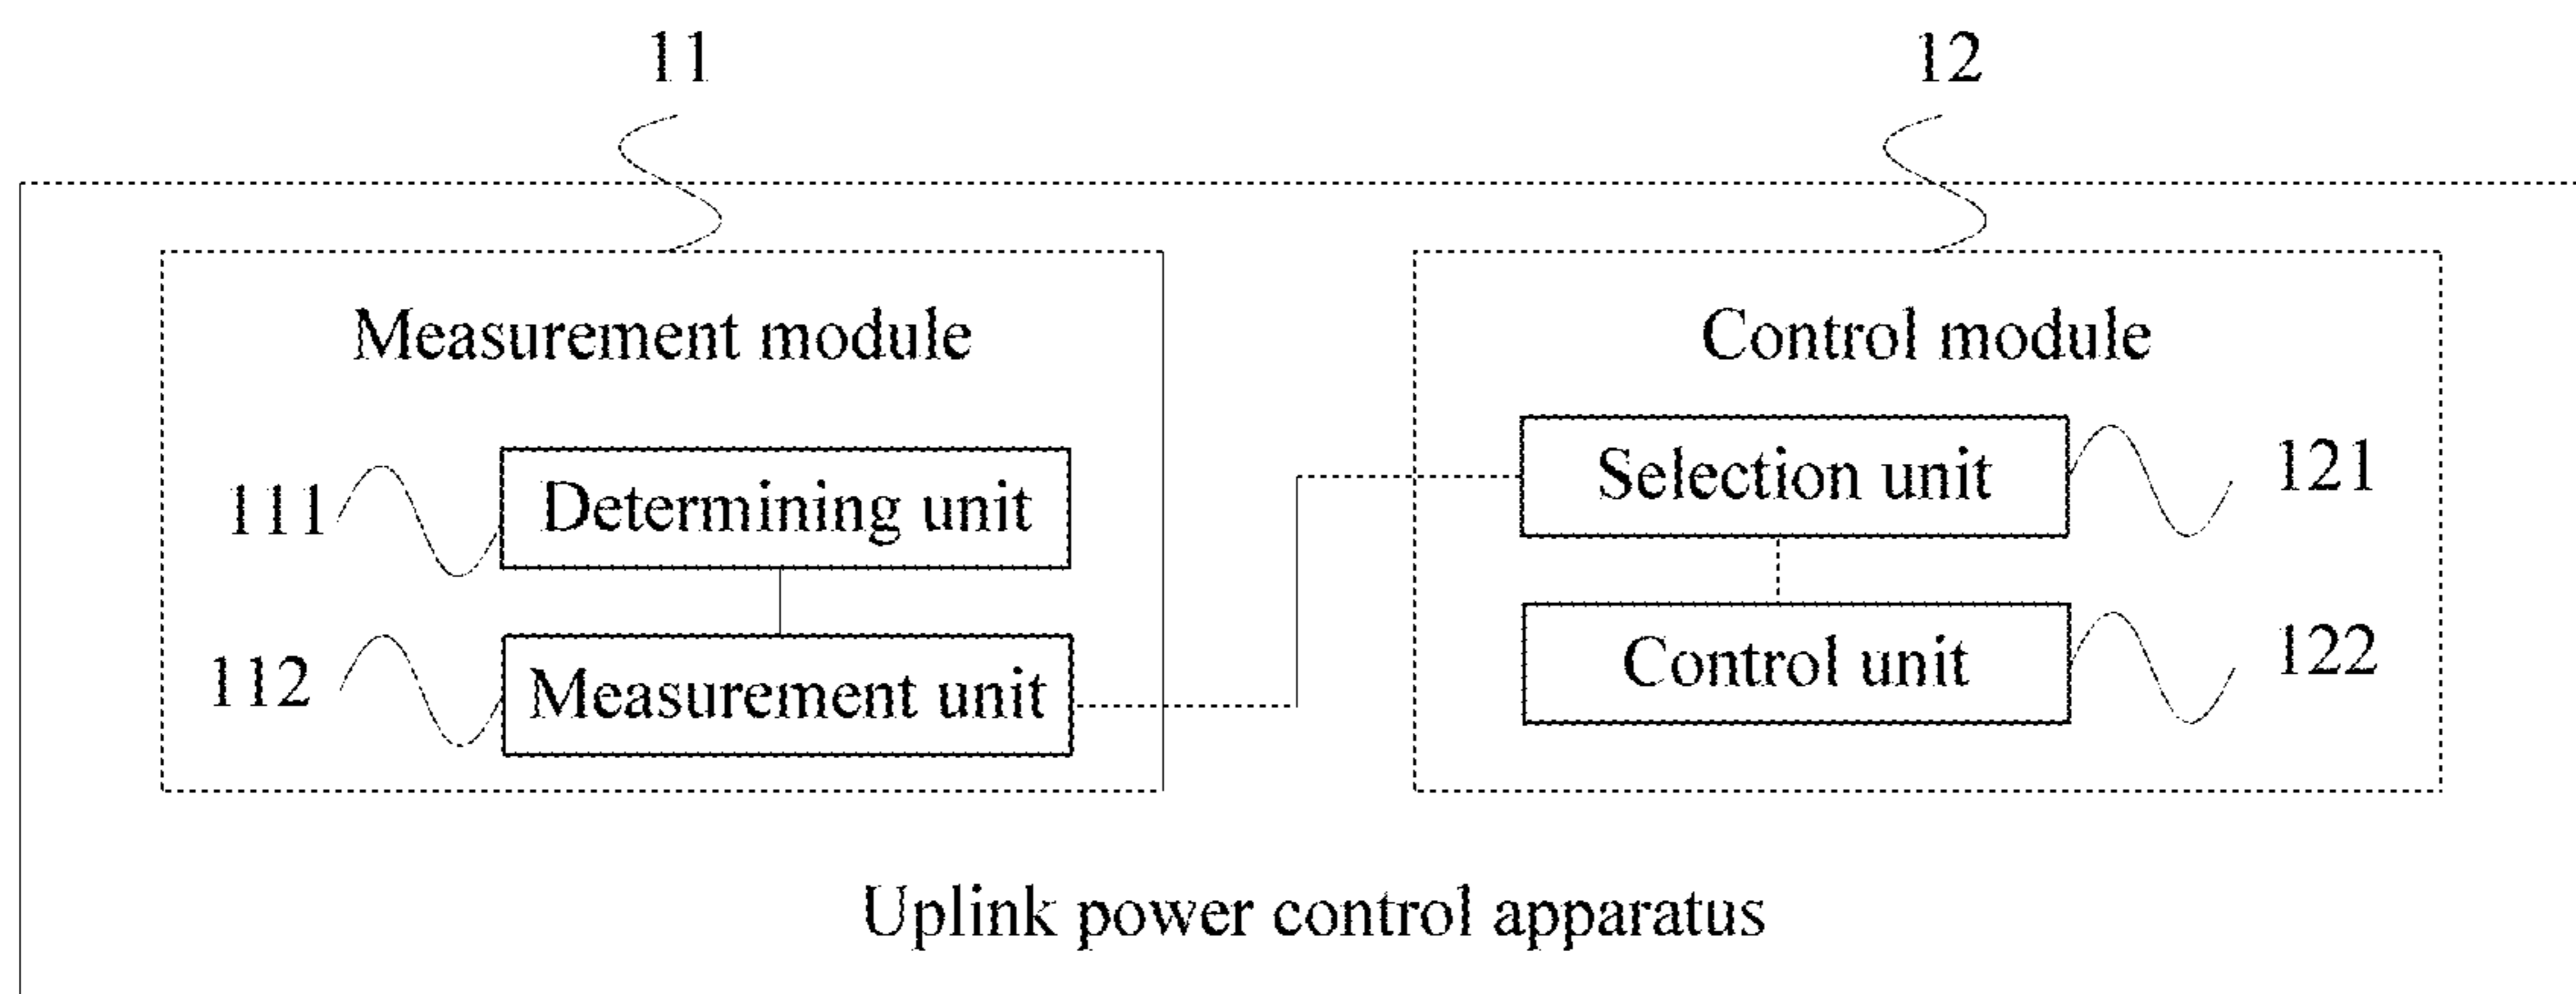 11
12
Measurement module
Control module
111
Determining unit
Selection unit
121
112
Measurement unit
Control unit
122
Uplink power control apparatus